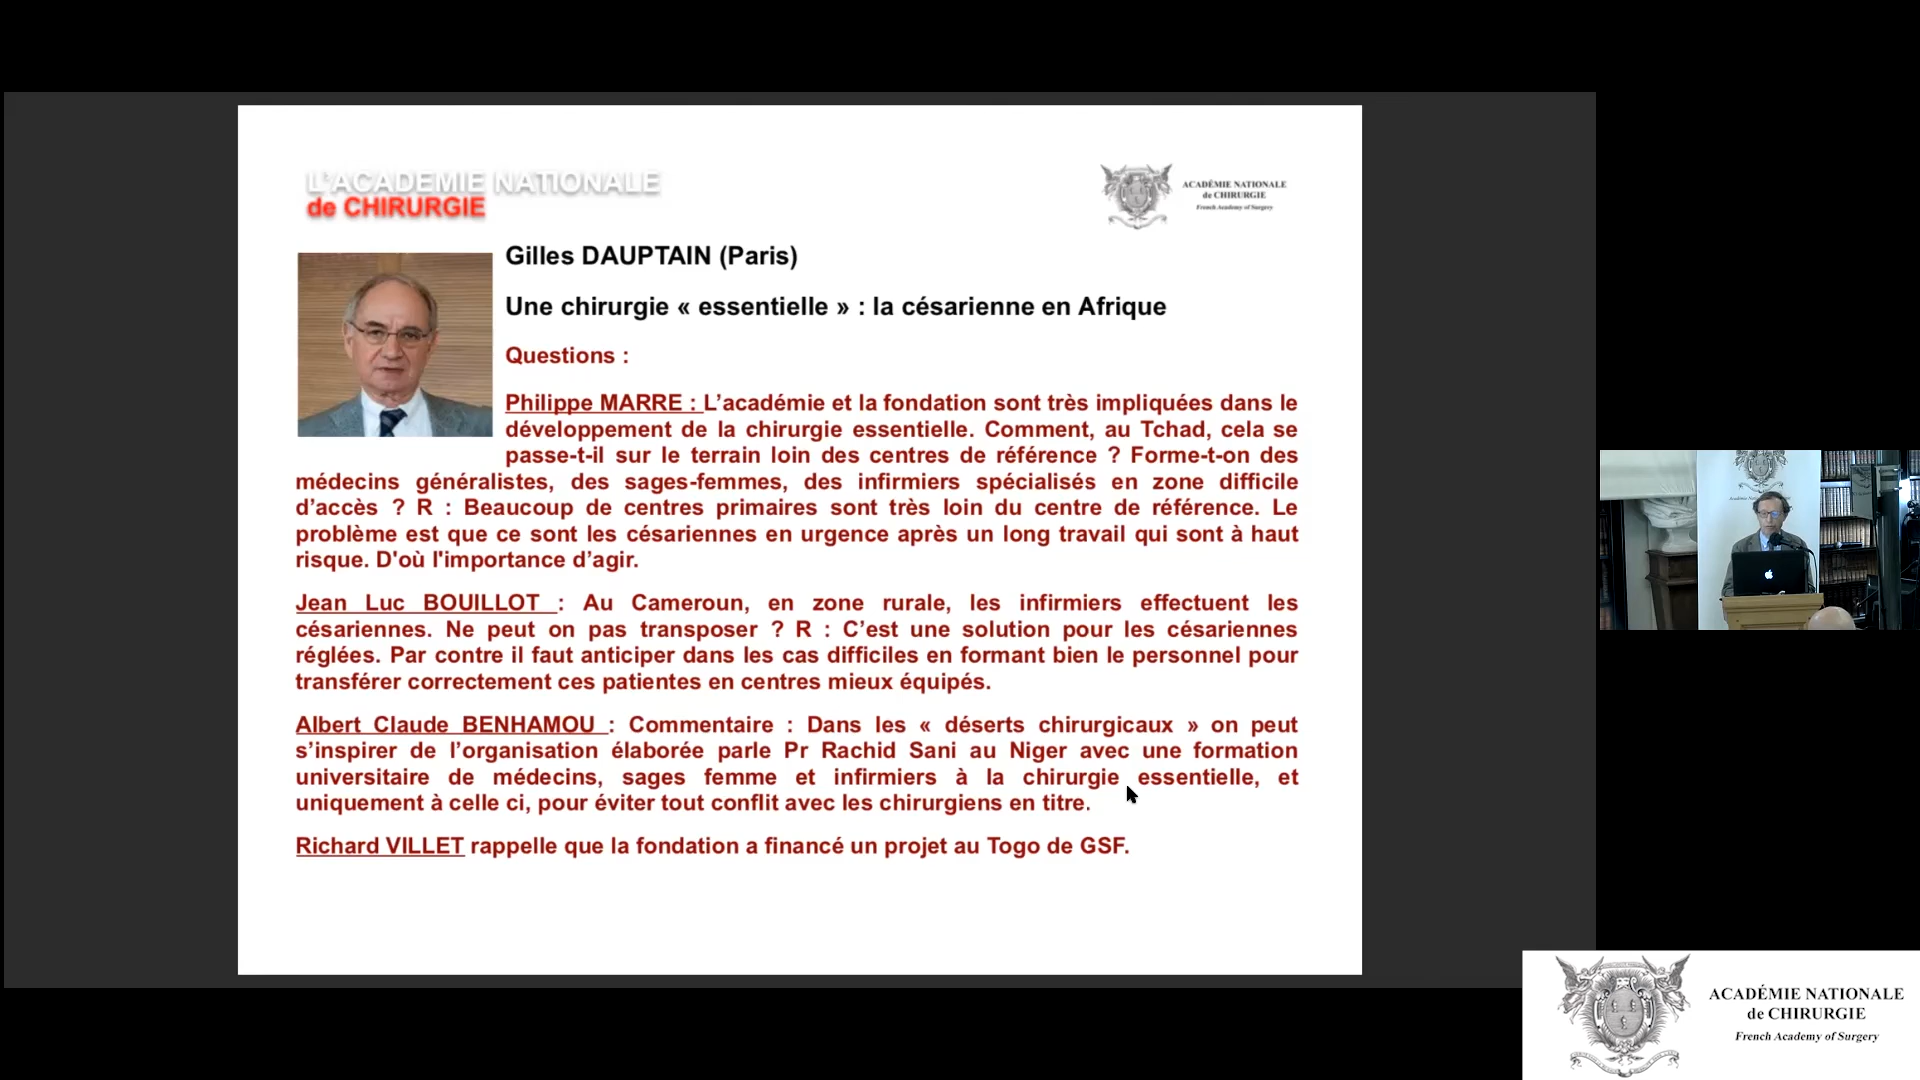 L'ACADEMIE NATIONALE
de CHIRURGIE
ACADÉMIE NATIONALE
de CHIRURGIE
French Academy of Surgery
Gilles DAUPTAIN (Paris)
Une chirurgie « essentielle » : la césarienne en Afrique
Questions :
Philippe MARRE : L'académie et la fondation sont très impliquées dans le
développement de la chirurgie essentielle. Comment, au Tchad, cela se
passe-t-il sur le terrain loin des centres de référence ? Forme-t-on des
médecins généralistes, des sages-femmes, des infirmiers spécialisés en zone difficile
d'accès ? R : Beaucoup de centres primaires sont très loin du centre de référence. Le
problème est que ce sont les césariennes en urgence après un long travail qui sont à haut
risque. D'où l'importance d'agir.
Jean Luc BOUILLOT : Au Cameroun, en zone rurale, les infirmiers effectuent les
césariennes. Ne peut on pas transposer ? R : C'est une solution pour les césariennes
réglées. Par contre il faut anticiper dans les cas difficiles en formant bien le personnel pour
transférer correctement ces patientes en centres mieux équipés.
Albert Claude BENHAMOU : Commentaire : Dans les « déserts chirurgicaux » on peut
s'inspirer de l'organisation élaborée parle Pr Rachid Sani au Niger avec une formation
universitaire de médecins, sages femme et infirmiers à la chirurgie essentielle, et
uniquement à celle ci, pour éviter tout conflit avec les chirurgiens en titre.
Richard VILLET rappelle que la fondation a financé un projet au Togo de GSF.
ACADÉMIE NATIONALE
de CHIRURGIE
French Academy of Surgery